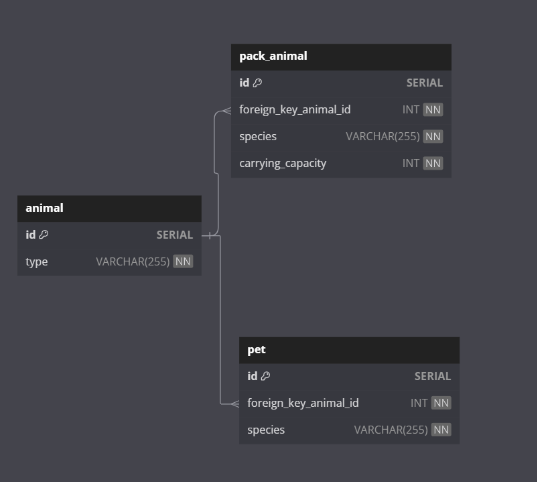 pack_animal
id SERIAL
foreign_key_animal_id INT NN
species VARCHAR(255) NN
carrying_capacity INT NN
animal
id SERIAL
type VARCHAR(255) NN
pet
id SERIAL
foreign_key_animal_id INT NN
species VARCHAR(255) NN